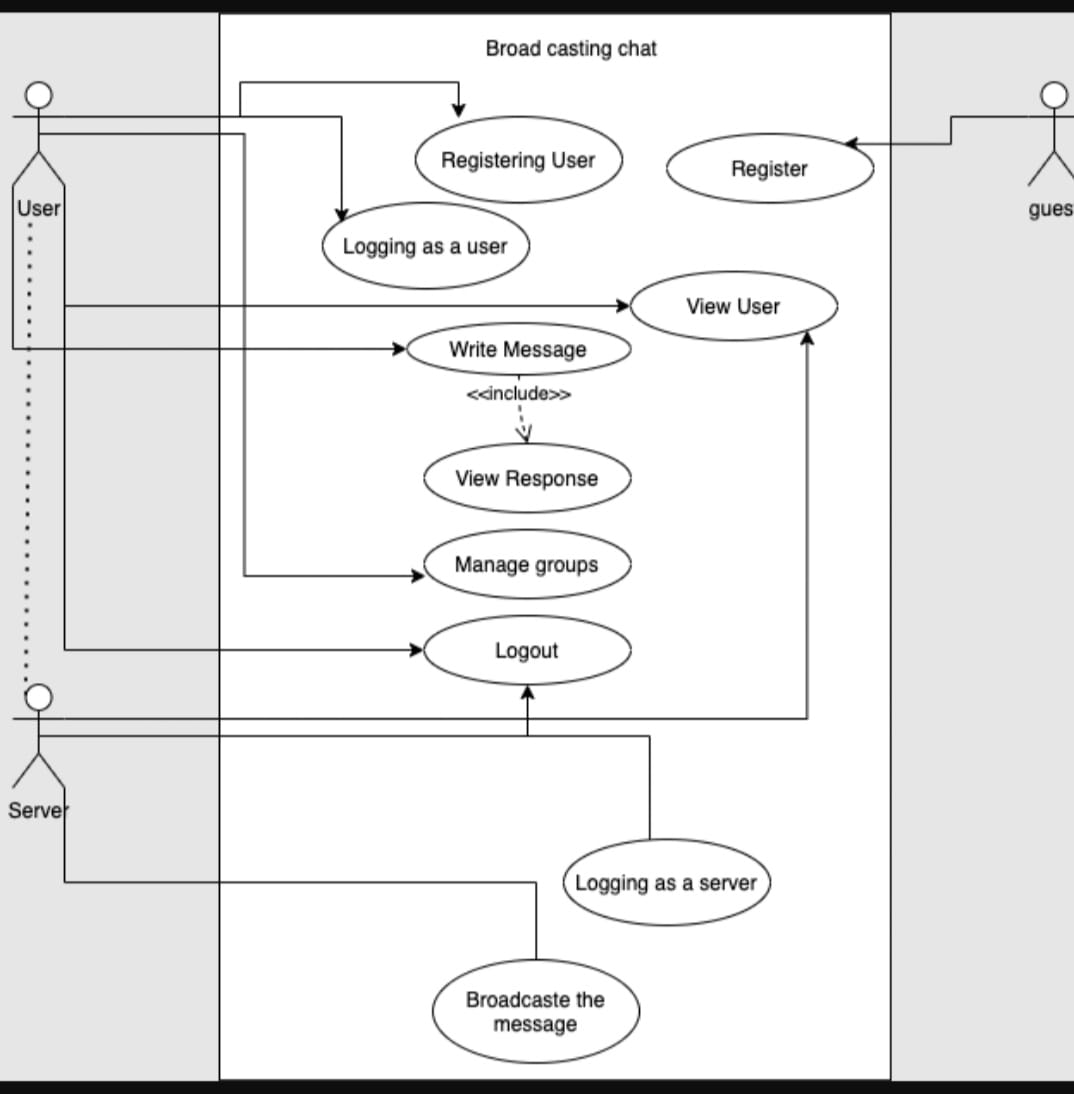 Broad casting chat
Registering User
Register
User
guest
Logging as a user
View User
Write Message
<<include>>
View Response
Manage groups
Logout
Server
Logging as a server
Broadcaste the
message